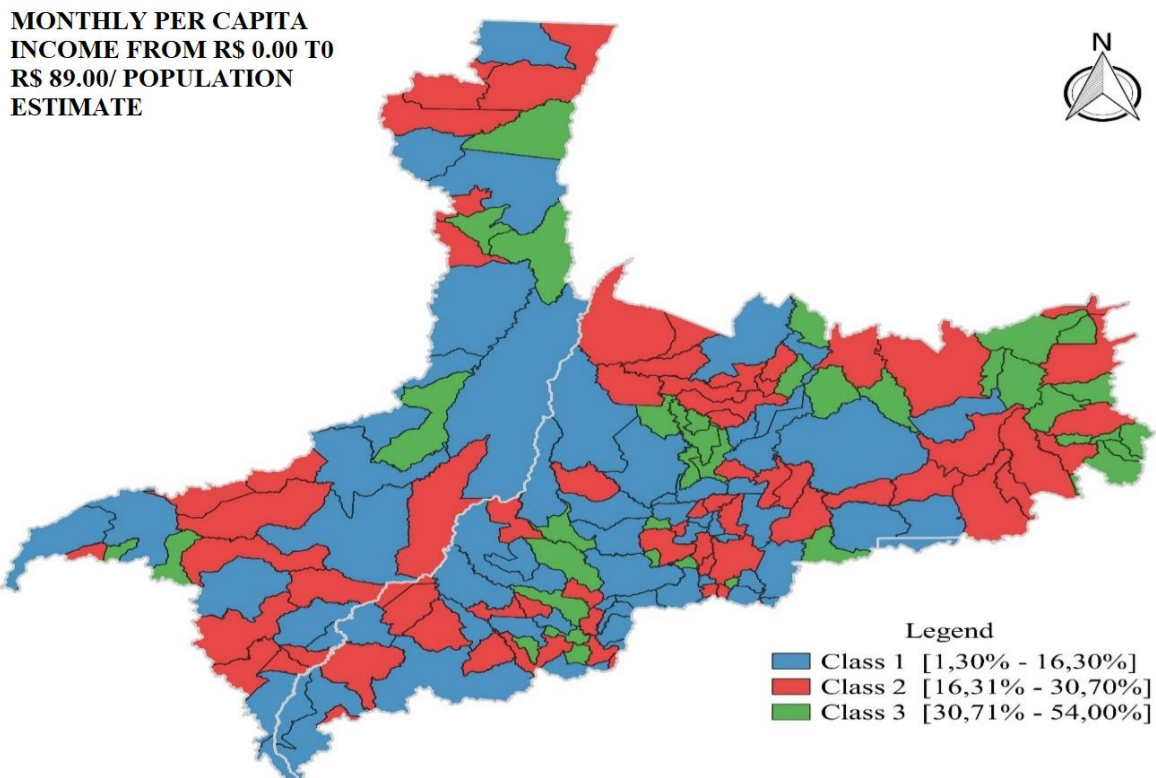 MONTHLY PER CAPITA
INCOME FROM R$ 0.00 T0
R$ 89.00/ POPULATION
ESTIMATE
N
Legend
Class 1 [1,30% - 16,30%]
Class 2 [16,31% - 30,70%]
Class 3 [30,71% - 54,00%]